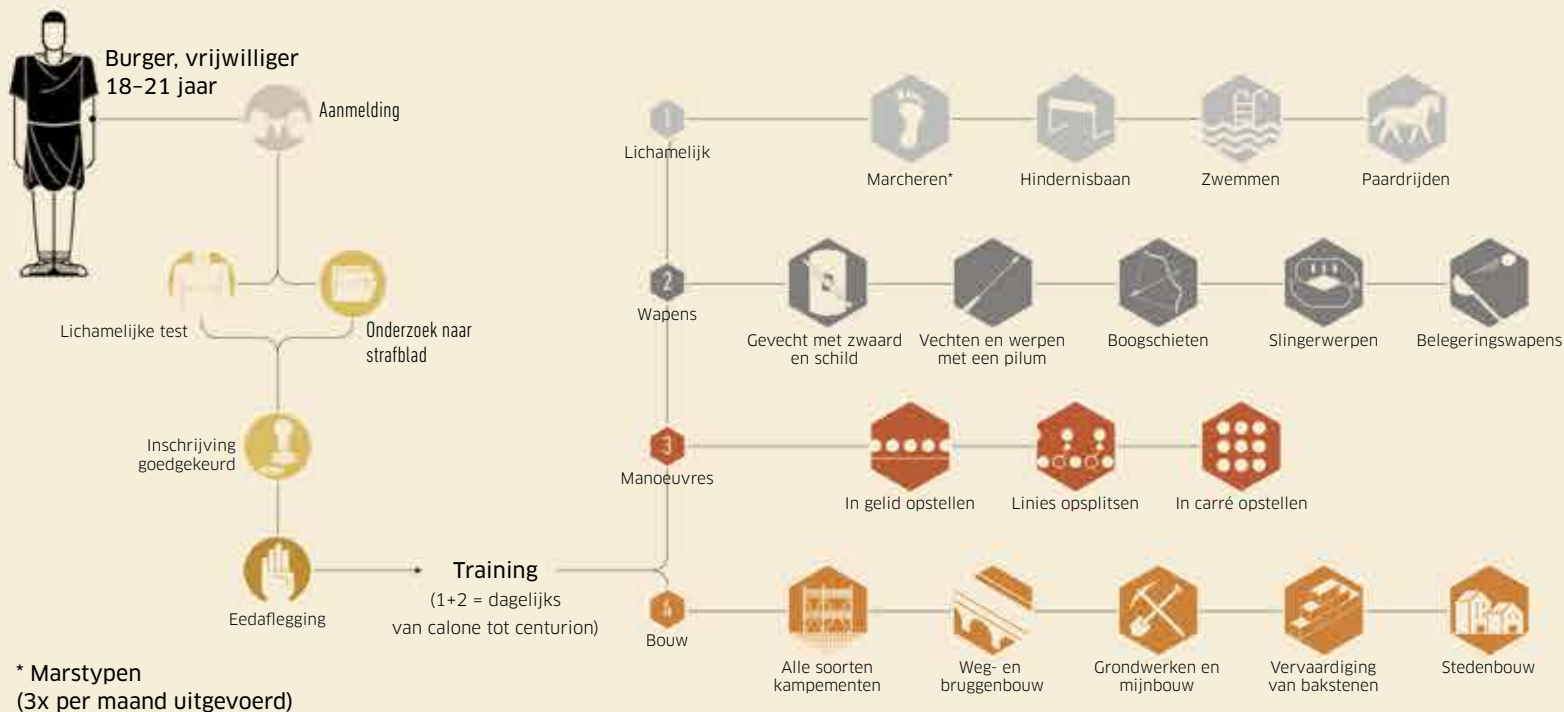 Burger, vrijwilliger
18–21 jaar
Aanmelding
Lichamelijke test
Onderzoek naar
strafblad
Inschrijving
goedgekeurd
Eedaflegging
Training
(1+2 = dagelijks
van calone tot centurion)
1
Lichamelijk
Marcheren*
Hindernisbaan
Zwemmen
Paardrijden
2
Wapens
Gevecht met zwaard
en schild
Vechten en werpen
met een pilum
Boogschieten
Slingerwerpen
Belegeringswapens
3
Manoeuvres
In gelid opstellen
Linies opsplitsen
In carré opstellen
4
Bouw
Alle soorten
kampementen
Weg- en
bruggenbouw
Grondwerken en
mijnbouw
Vervaardiging
van bakstenen
Stedenbouw
* Marstypen
(3x per maand uitgevoerd)